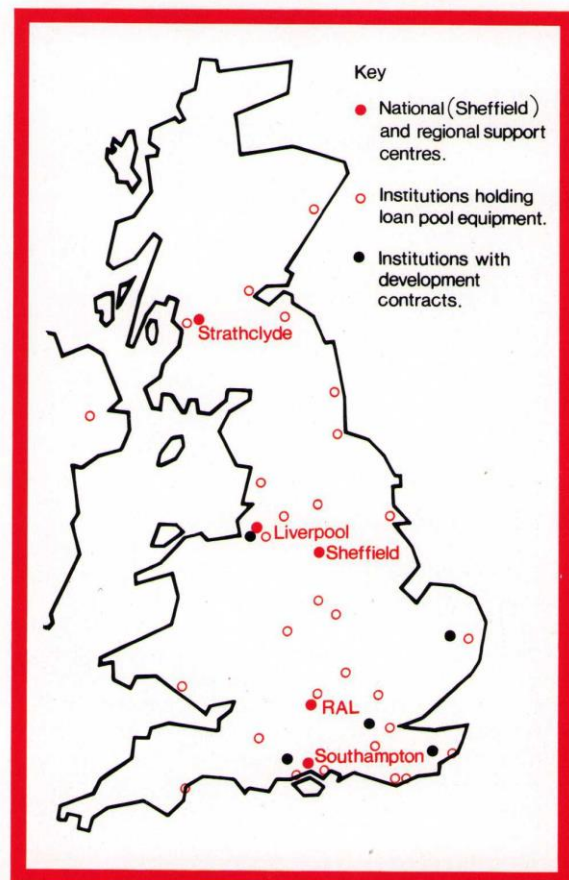 Key
National (Sheffield)
and regional support
centres.
Institutions holding
loan pool equipment.
Institutions with
development
contracts.
Strathclyde
Liverpool
Sheffield
RAL
Southampton